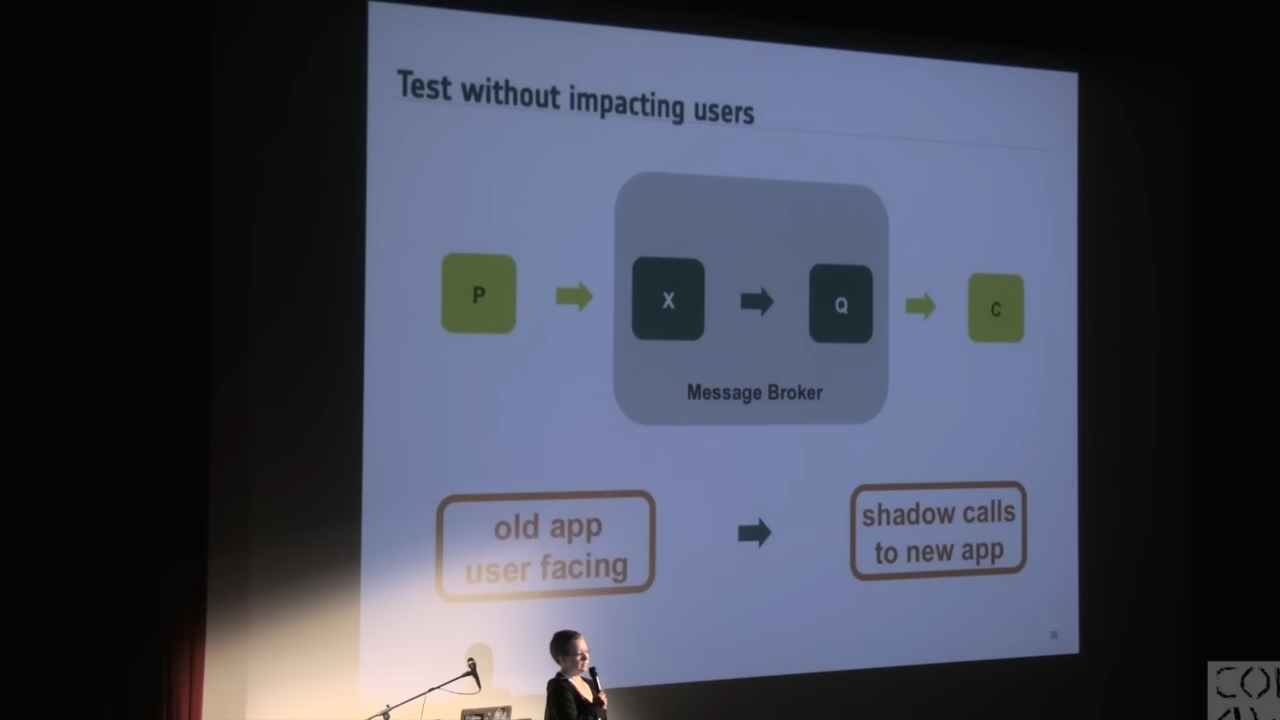 Test without impacting users
P
X
Q
C
Message Broker
old app
user facing
shadow calls
to new app